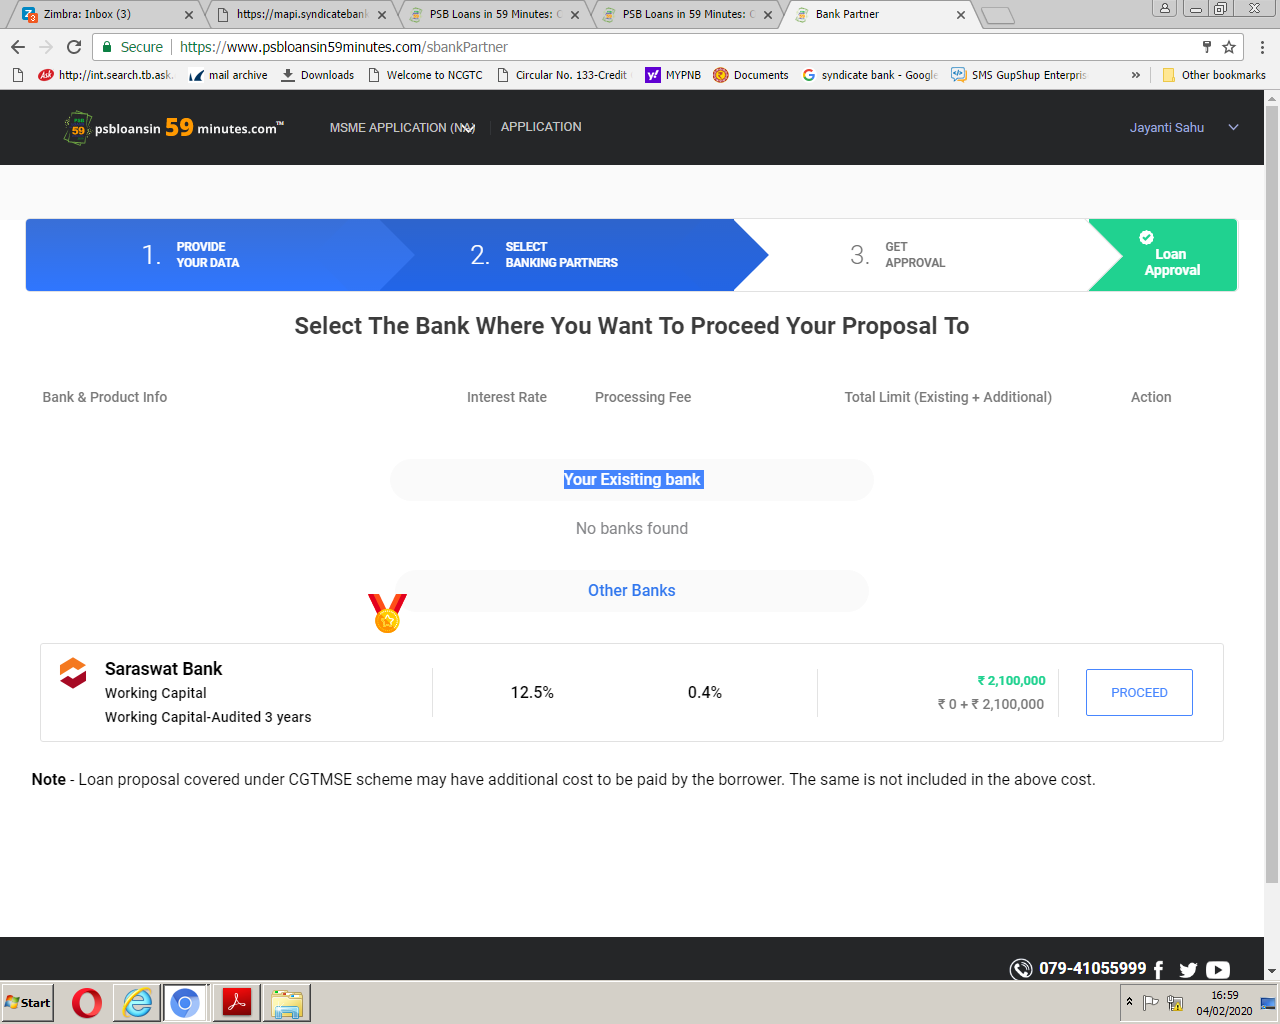 Zimbra: Inbox (3)
https://mapi.syndicatebank
PSB Loans in 59 Minutes: C
PSB Loans in 59 Minutes: C
Bank Partner
Secure
https://www.psbloansin59minutes.com/sbankPartner
Ask
http://int.search.tb.ask.
mail archive
Downloads
Welcome to NCGTC
Circular No. 133-Credit
MYPNB
Documents
syndicate bank - Google
SMS GupShup Enterpris
»
Other bookmarks
PSB
59
psbloansin 59 minutes.com™
MSME APPLICATION (NA)
APPLICATION
Jayanti Sahu
1. PROVIDE
YOUR DATA
2. SELECT
BANKING PARTNERS
3. GET
APPROVAL
Loan
Approval
Select The Bank Where You Want To Proceed Your Proposal To
Bank & Product Info
Interest Rate
Processing Fee
Total Limit (Existing + Additional)
Action
Your Exisiting bank
No banks found
Other Banks
Saraswat Bank
Working Capital
Working Capital-Audited 3 years
12.5%
0.4%
₹ 2,100,000
₹ 0 + ₹ 2,100,000
PROCEED
Note - Loan proposal covered under CGTMSE scheme may have additional cost to be paid by the borrower. The same is not included in the above cost.
079-41055999
Start
16:59
04/02/2020